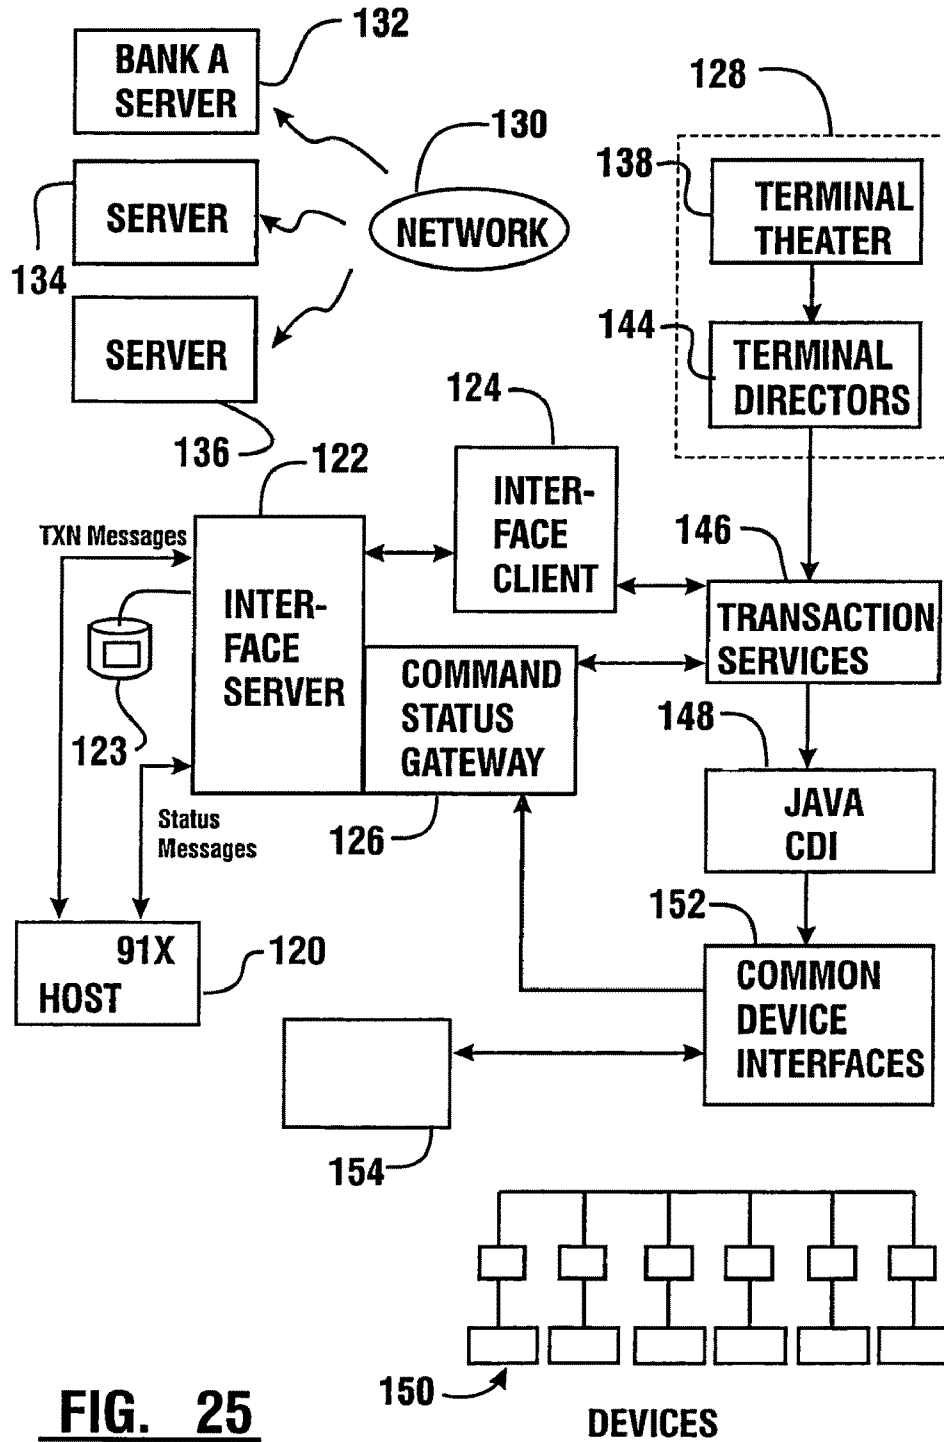 132
BANK A
SERVER
128
130
138
TERMINAL
THEATER
SERVER
NETWORK
134
144
SERVER
TERMINAL
DIRECTORS
124
136
122
INTER-
FACE
CLIENT
146
TXN Messages
INTER-
FACE
SERVER
TRANSACTION
SERVICES
COMMAND
STATUS
GATEWAY
148
123
JAVA
CDI
Status
Messages
126
152
91X
HOST
120
COMMON
DEVICE
INTERFACES
154
150
DEVICES
FIG. 25